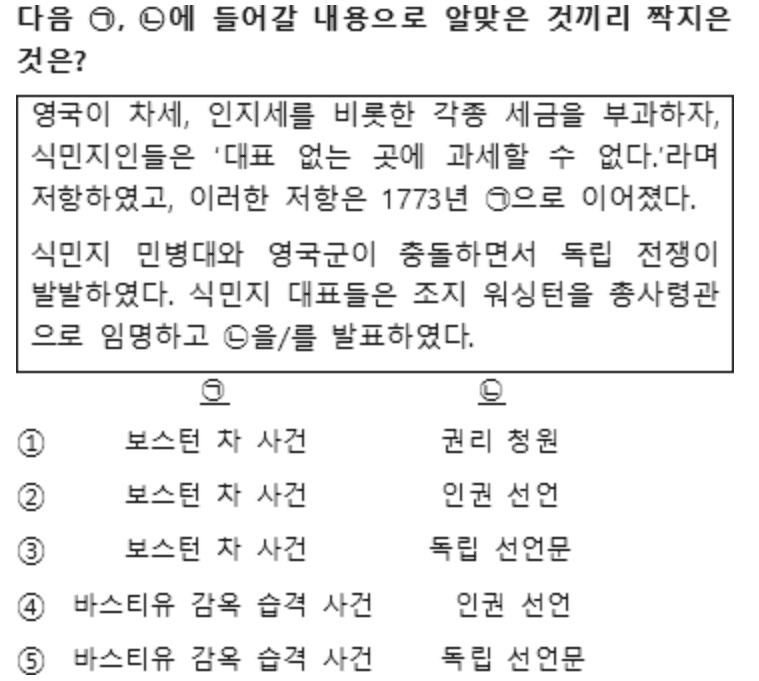 다음 ㉠, ㉡에 들어갈 내용으로 알맞은 것끼리 짝지은
것은?
영국이 차세, 인지세를 비롯한 각종 세금을 부과하자,
식민지인들은 '대표 없는 곳에 과세할 수 없다.'라며
저항하였고, 이러한 저항은 1773년 ㉠으로 이어졌다.
식민지 민병대와 영국군이 충돌하면서 독립 전쟁이
발발하였다. 식민지 대표들은 조지 워싱턴을 총사령관
으로 임명하고 ㉡을/를 발표하였다.
㉠ ㉡
① 보스턴 차 사건 권리 청원
② 보스턴 차 사건 인권 선언
③ 보스턴 차 사건 독립 선언문
④ 바스티유 감옥 습격 사건 인권 선언
⑤ 바스티유 감옥 습격 사건 독립 선언문